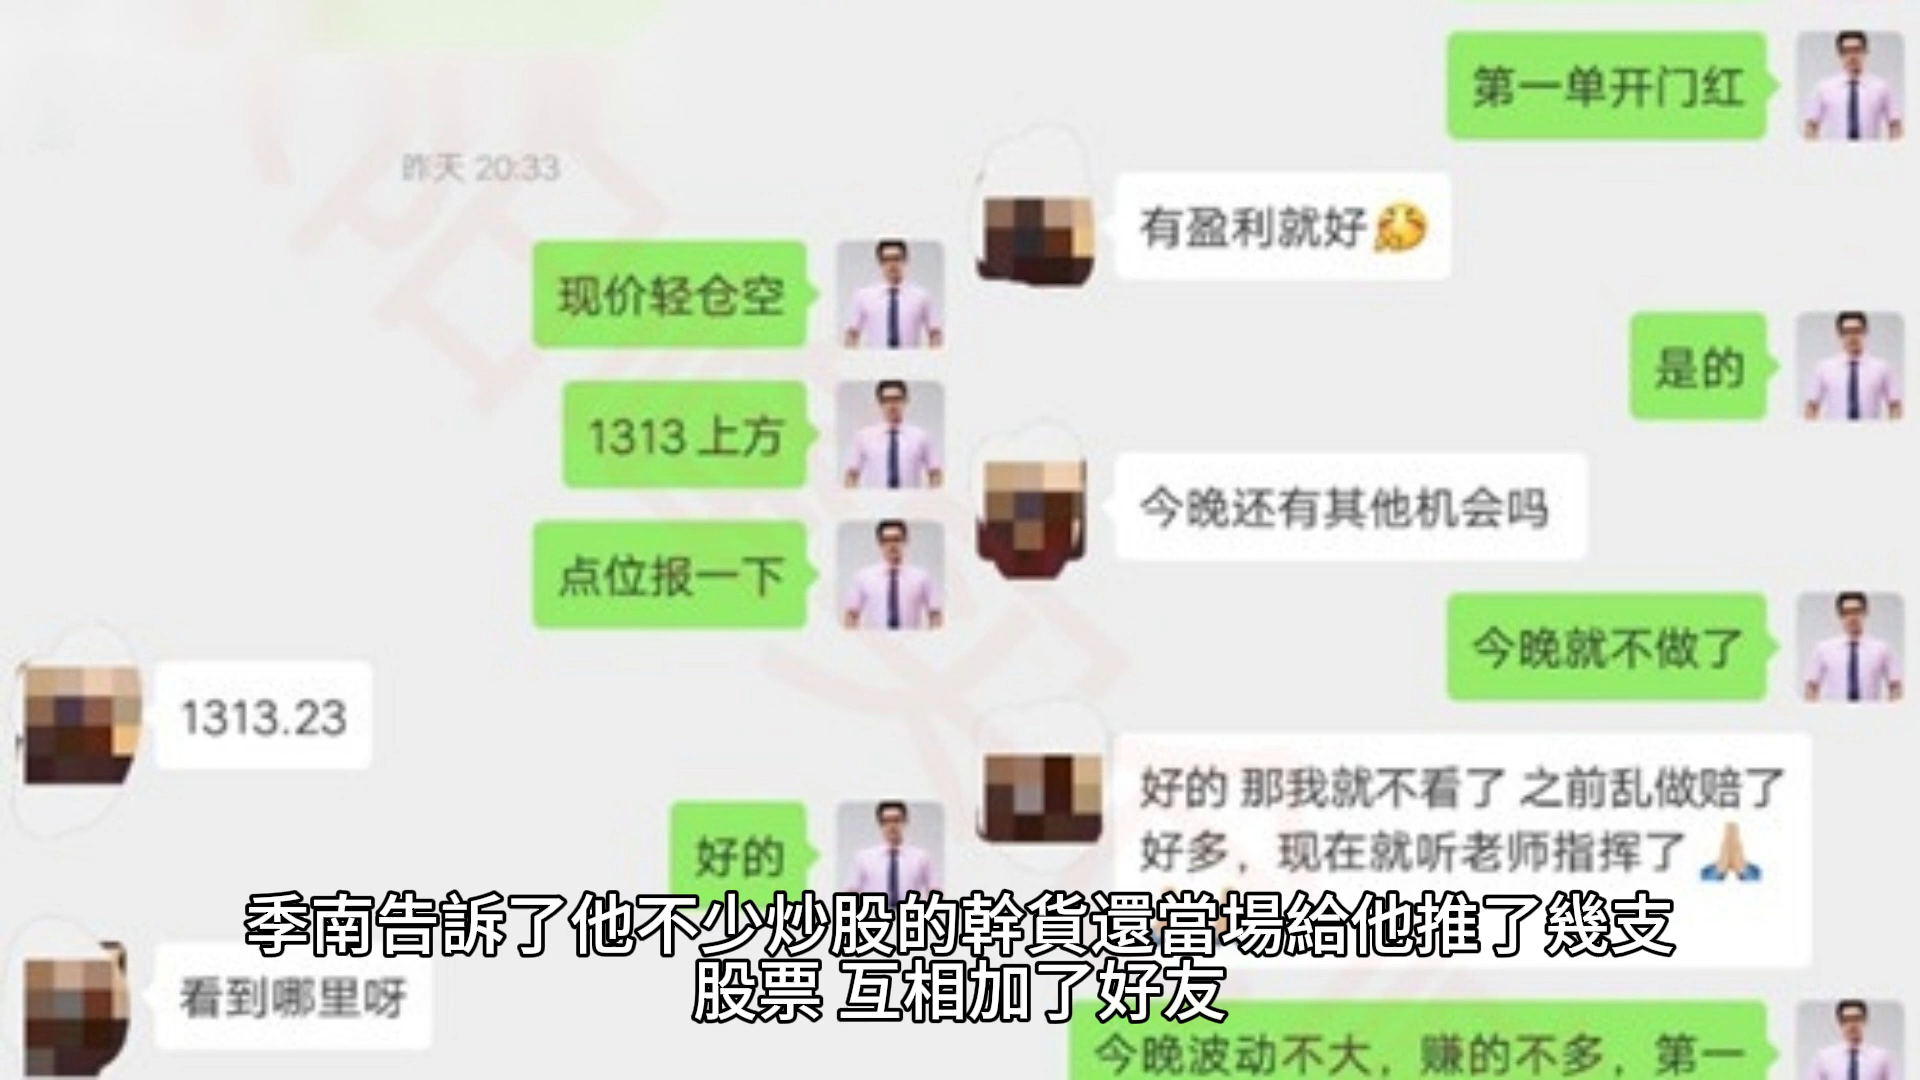 昨天 20:33
现价轻仓空
1313上方
点位报一下
1313.23
好的
看到哪里呀
第一单开门红
有盈利就好
是的
今晚还有其他机会吗
今晚就不做了
好的 那我就不看了 之前乱做赔了
好多，现在就听老师指挥了
今晚波动不大，赚的不多，第一
季南告訴了他不少炒股的幹貨還當場給他推了幾支
股票 互相加了好友